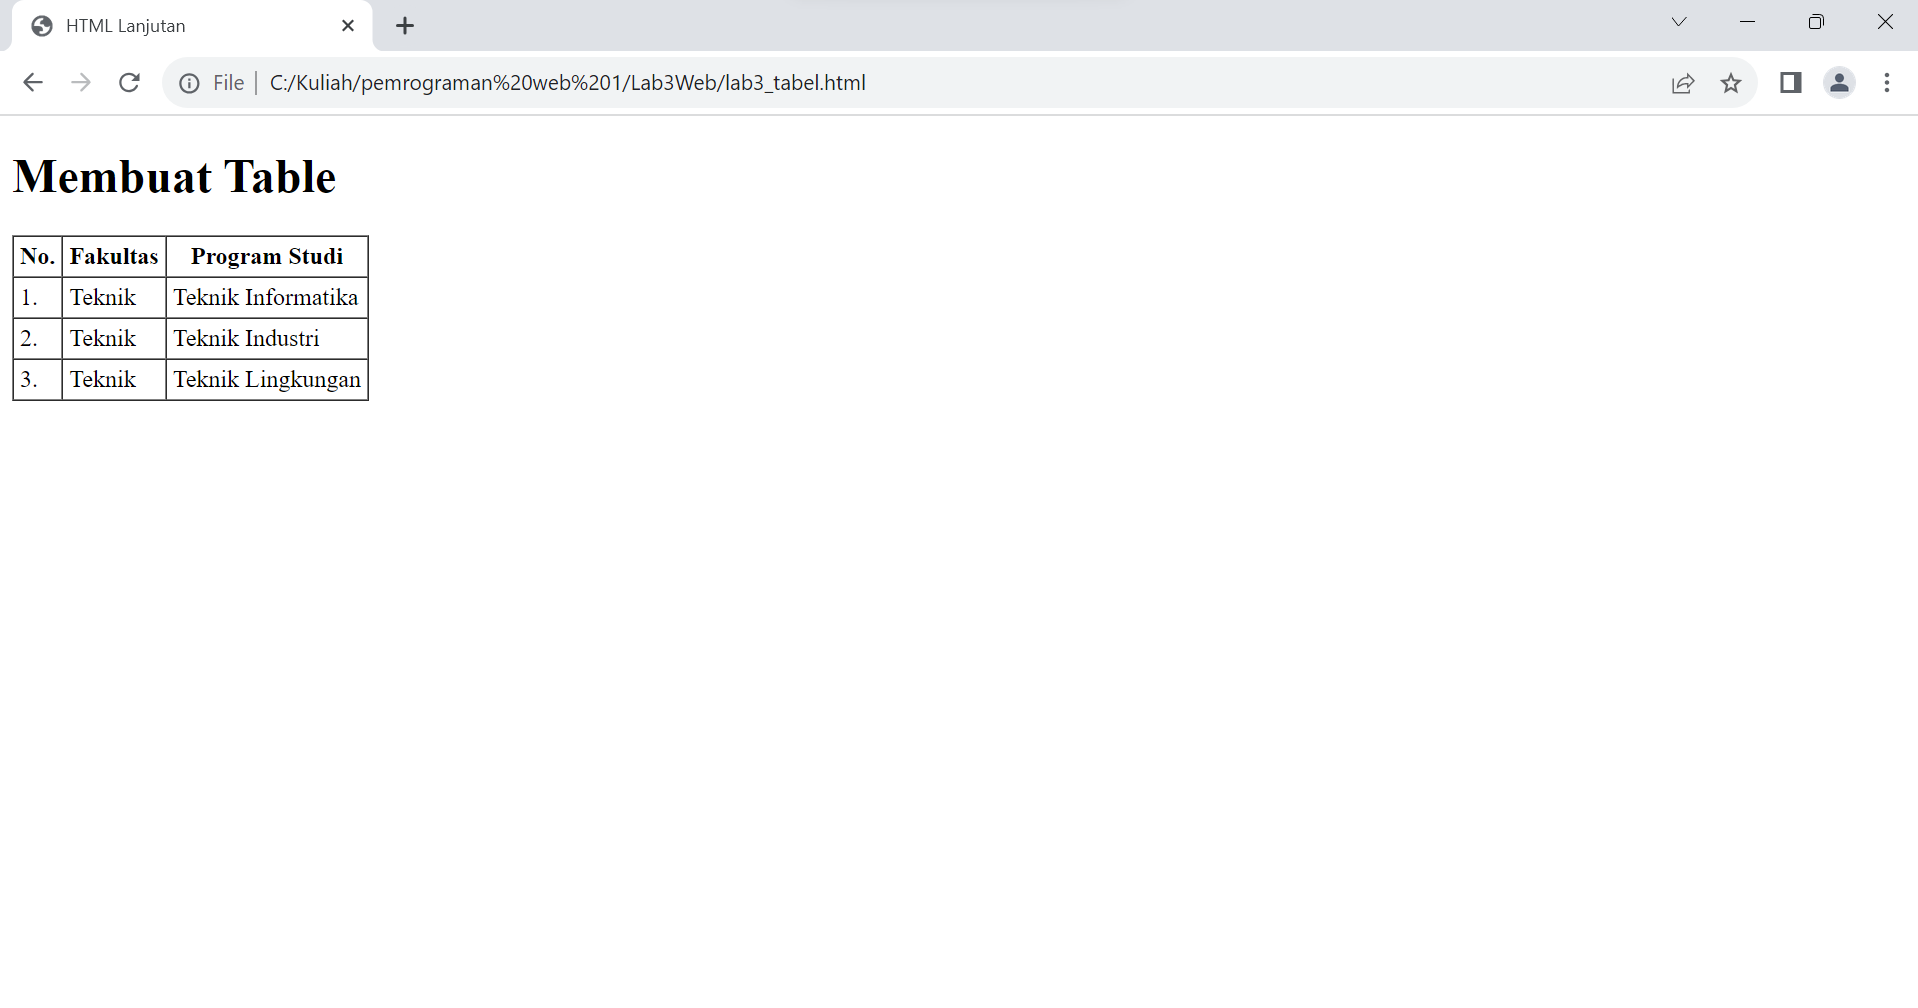 HTML Lanjutan
File C:/Kuliah/pemrograman%20web%201/Lab3Web/lab3_tabel.html
Membuat Table
No. Fakultas Program Studi
1. Teknik Teknik Informatika
2. Teknik Teknik Industri
3. Teknik Teknik Lingkungan